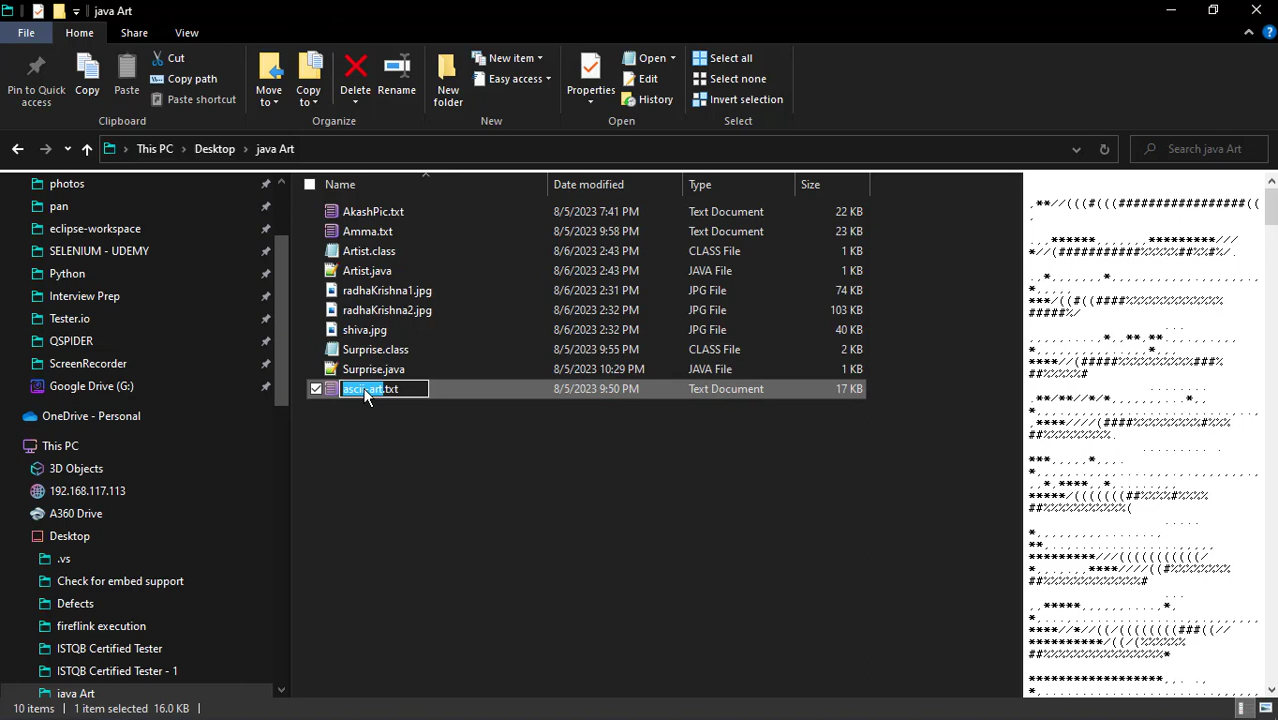 java Art
File Home Share View
Pin to Quick access
Copy
Paste
Cut
Copy path
Paste shortcut
Clipboard
Move to
Copy to
Delete
Rename
Organize
New folder
New item
Easy access
New
Properties
Open
Edit
History
Open
Select all
Select none
Invert selection
Select
This PC > Desktop > java Art
Search java Art
photos
pan
eclipse-workspace
SELENIUM - UDEMY
Python
Interview Prep
Tester.io
QSPIDER
ScreenRecorder
Google Drive (G:)
OneDrive - Personal
This PC
3D Objects
192.168.117.113
A360 Drive
Desktop
.vs
Check for embed support
Defects
fireflink execution
ISTQB Certified Tester
ISTQB Certified Tester - 1
java Art
Name Date modified Type Size
AkashPic.txt 8/5/2023 7:41 PM Text Document 22 KB
Amma.txt 8/5/2023 9:58 PM Text Document 23 KB
Artist.class 8/6/2023 2:43 PM CLASS File 1 KB
Artist.java 8/6/2023 2:43 PM JAVA File 1 KB
radhaKrishna1.jpg 8/6/2023 2:31 PM JPG File 74 KB
radhaKrishna2.jpg 8/6/2023 2:32 PM JPG File 103 KB
shiva.jpg 8/6/2023 2:32 PM JPG File 40 KB
Surprise.class 8/5/2023 9:55 PM CLASS File 2 KB
Surprise.java 8/5/2023 10:29 PM JAVA File 1 KB
ascii-art.txt 8/5/2023 9:50 PM Text Document 17 KB
10 items 1 item selected 16.0 KB